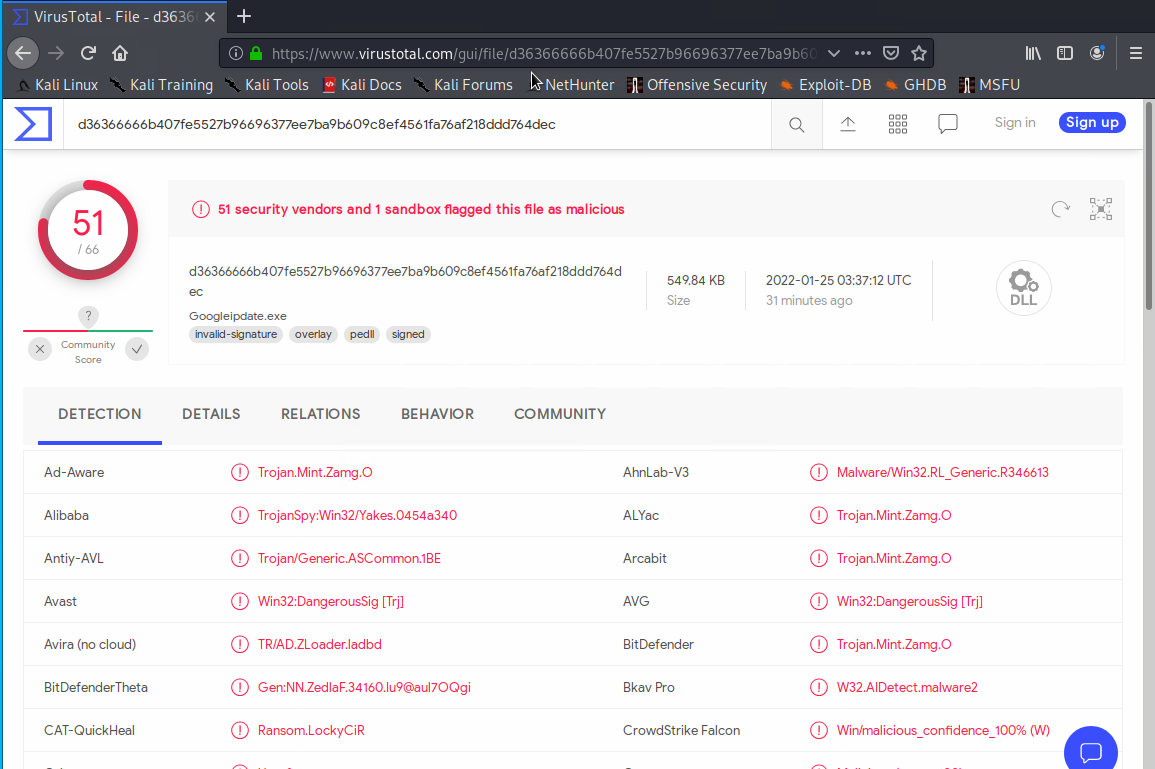 VirusTotal - File - d3636
https://www.virustotal.com/gui/file/d36366666b407fe5527b96696377ee7ba9b60
Kali Linux Kali Training Kali Tools Kali Docs Kali Forums NetHunter Offensive Security Exploit-DB GHDB MSFU
d36366666b407fe5527b96696377ee7ba9b609c8ef4561fa76af218ddd764dec
Sign in
Sign up
51
/ 66
51 security vendors and 1 sandbox flagged this file as malicious
d36366666b407fe5527b96696377ee7ba9b609c8ef4561fa76af218ddd764d
ec
Googleipdate.exe
invalid-signature overlay pedll signed
549.84 KB
Size
2022-01-25 03:37:12 UTC
31 minutes ago
DLL
?
Community
Score
DETECTION DETAILS RELATIONS BEHAVIOR COMMUNITY
Ad-Aware Trojan.Mint.Zamg.O AhnLab-V3 Malware/Win32.RL_Generic.R346613
Alibaba TrojanSpy:Win32/Yakes.0454a340 ALYac Trojan.Mint.Zamg.O
Antiy-AVL Trojan/Generic.ASCommon.1BE Arcabit Trojan.Mint.Zamg.O
Avast Win32:DangerousSig [Trj] AVG Win32:DangerousSig [Trj]
Avira (no cloud) TR/AD.ZLoader.ladbd BitDefender Trojan.Mint.Zamg.O
BitDefenderTheta Gen:NN.ZedlaF.34160.lu9@aul7OQgi Bkav Pro W32.AIDetect.malware2
CAT-QuickHeal Ransom.LockyCiR CrowdStrike Falcon Win/malicious_confidence_100% (W)